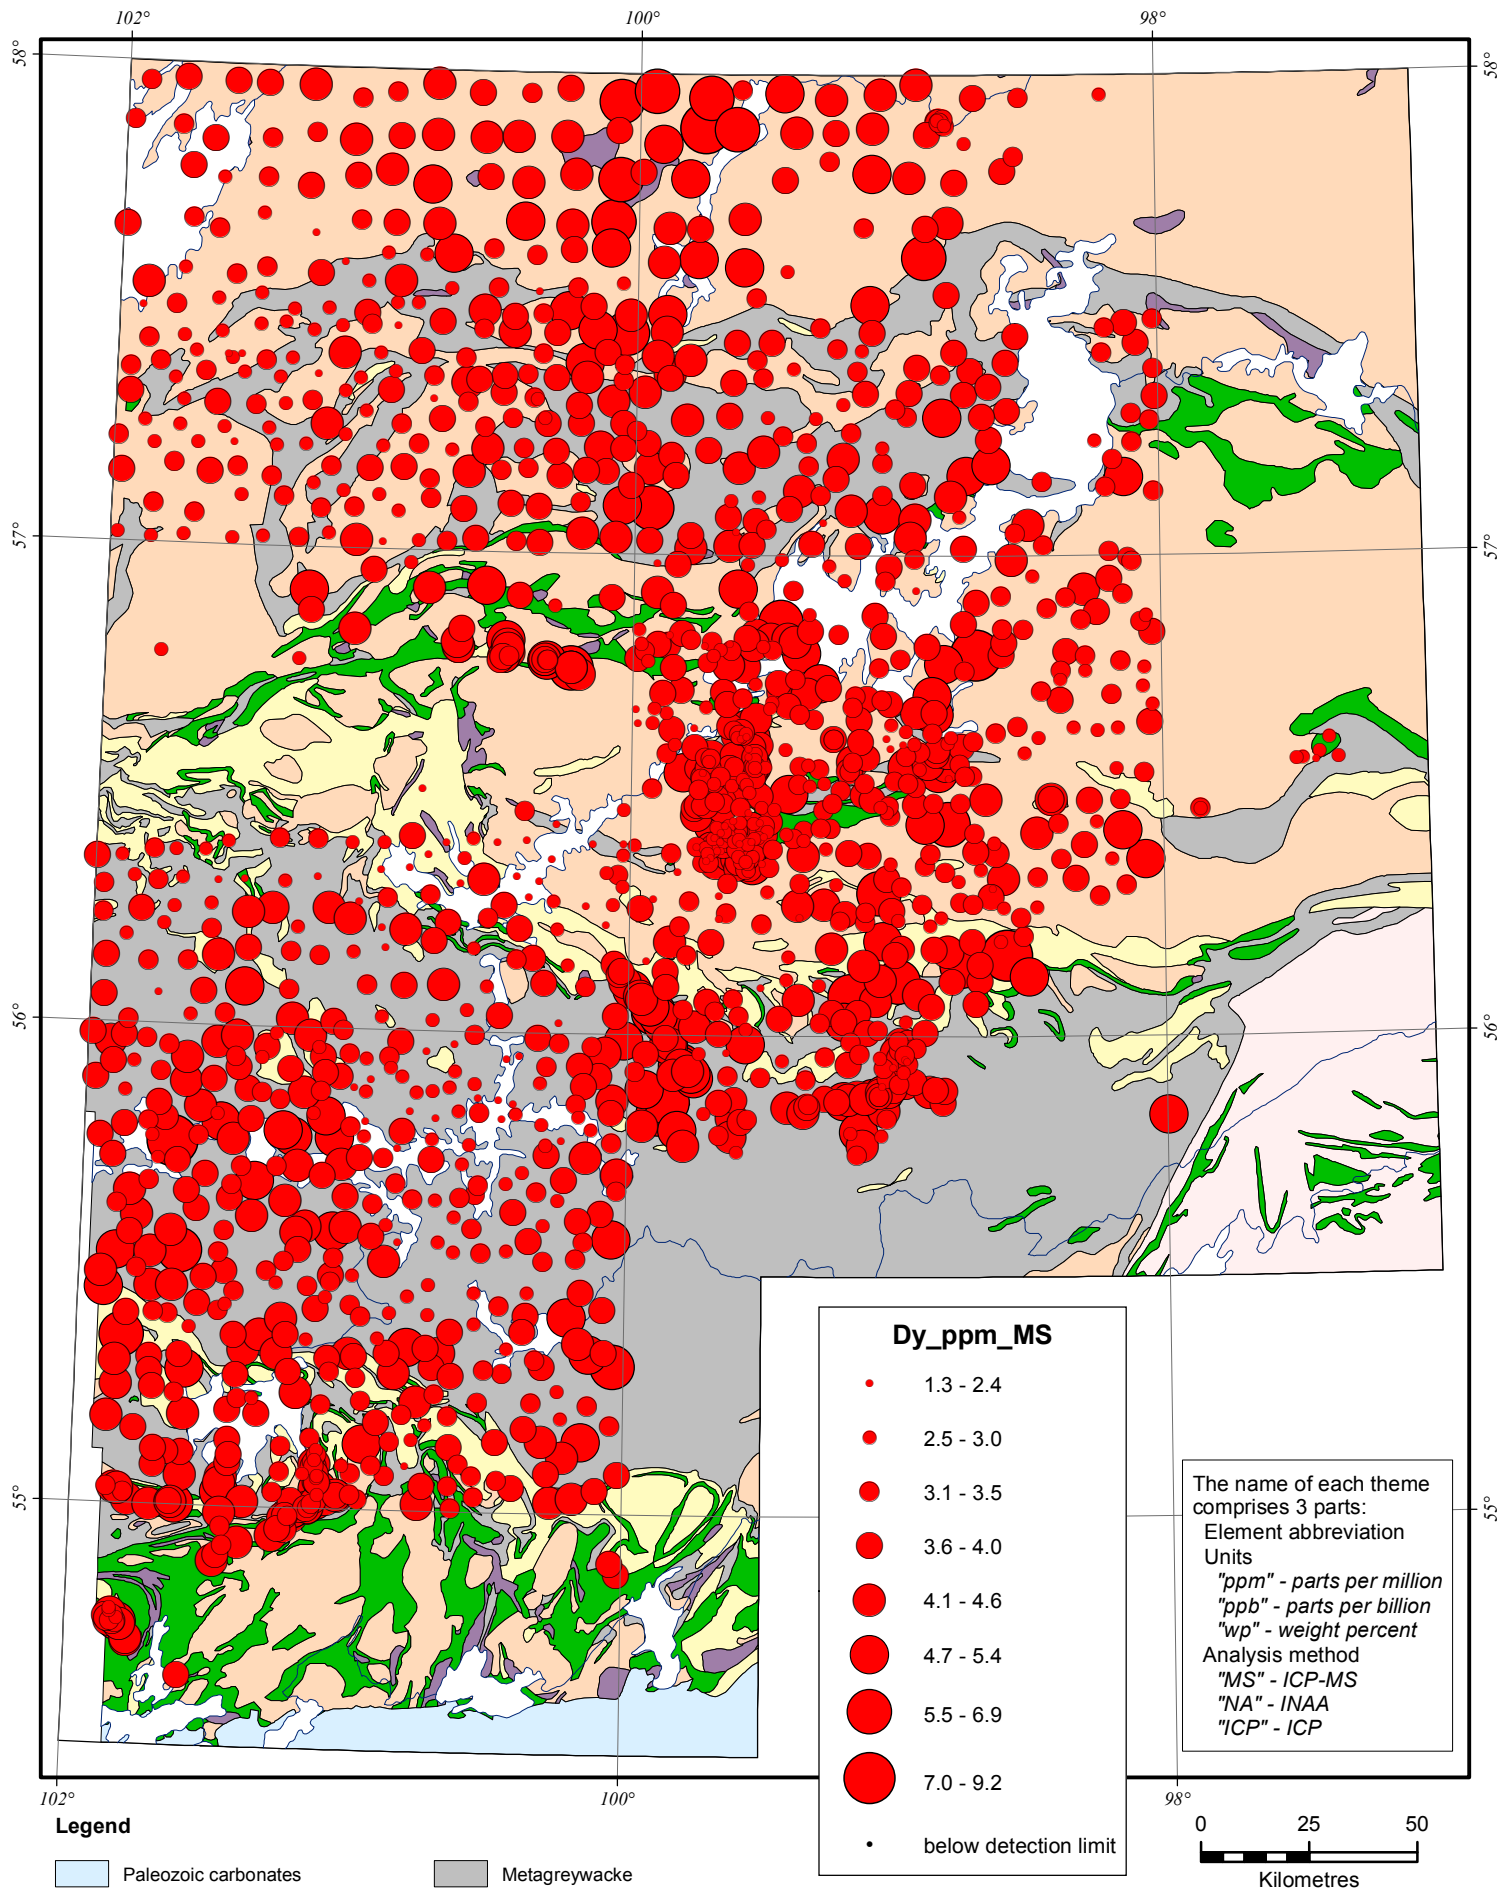 102°
100°
98°
58°
58°
57°
57°
56°
56°
55°
55°
Dy_ppm_MS
1.3 - 2.4
2.5 - 3.0
3.1 - 3.5
3.6 - 4.0
4.1 - 4.6
4.7 - 5.4
5.5 - 6.9
7.0 - 9.2
below detection limit
The name of each theme
comprises 3 parts:
Element abbreviation
Units
"ppm" - parts per million
"ppb" - parts per billion
"wp" - weight percent
Analysis method
"MS" - ICP-MS
"NA" - INAA
"ICP" - ICP
102°
100°
98°
Legend
Paleozoic carbonates
Metagreywacke
0 25 50
Kilometres